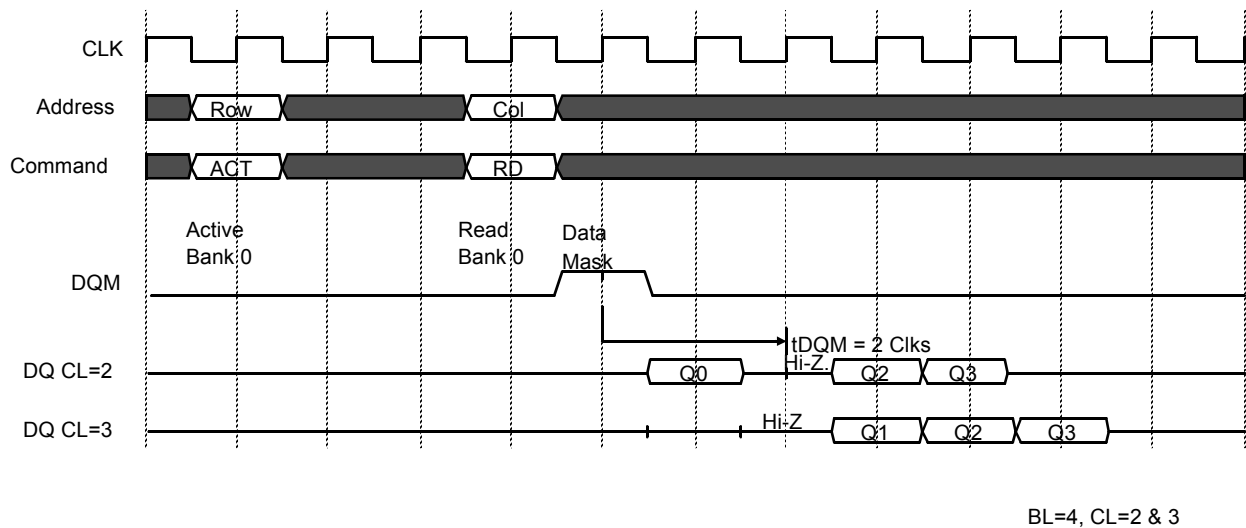 CLK
Address Row Col
Command ACT RD
Active Bank 0
Read Bank 0
Data Mask
DQM
tDQM = 2 Clks
Hi-Z.
DQ CL=2 Q0 Q2 Q3
Hi-Z
DQ CL=3 Q1 Q2 Q3
BL=4, CL=2 & 3